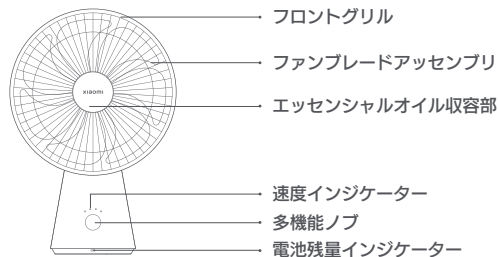 フロントグリル
ファンブレードアッセンブリ
xiaomi
エッセンシャルオイル収容部
速度インジケーター
多機能ノブ
電池残量インジケーター